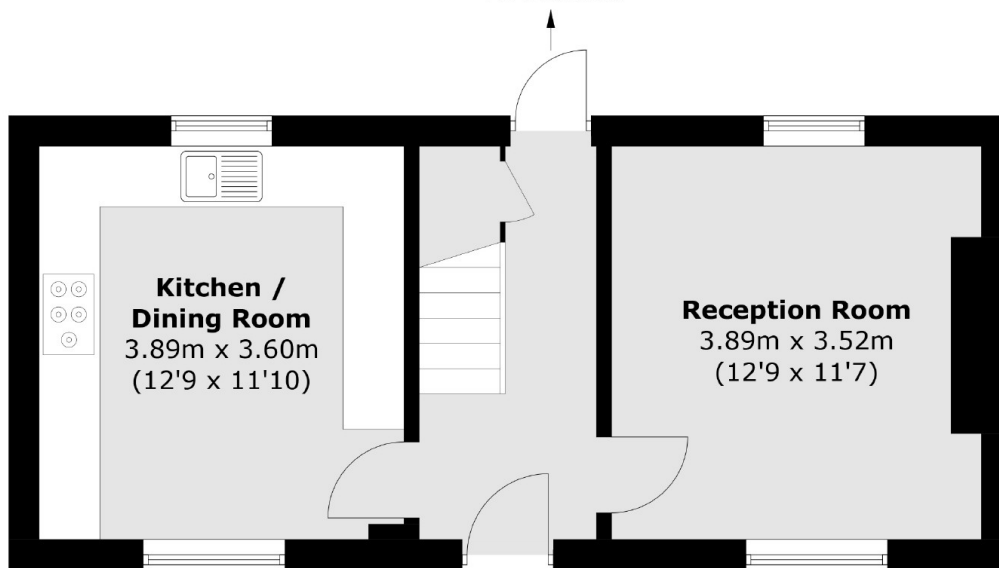 Kitchen /
Dining Room
3.89m x 3.60m
(12'9 x 11'10)
Reception Room
3.89m x 3.52m
(12'9 x 11'7)